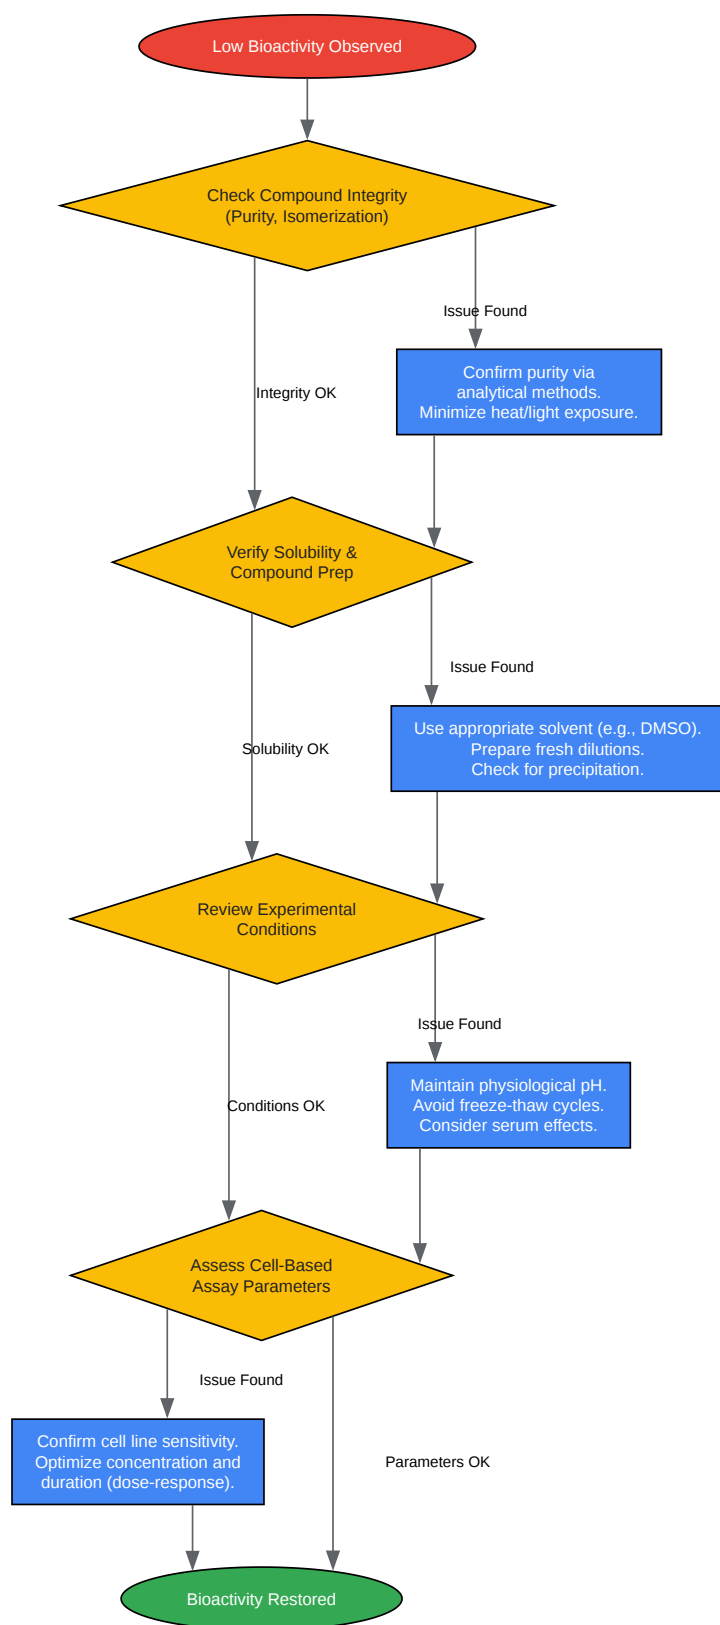 Low Bioactivity Observed
Check Compound Integrity
(Purity, Isomerization)
Issue Found
Confirm purity via
analytical methods.
Minimize heat/light exposure.
Integrity OK
Verify Solubility &
Compound Prep
Issue Found
Use appropriate solvent (e.g., DMSO).
Prepare fresh dilutions.
Check for precipitation.
Solubility OK
Review Experimental
Conditions
Issue Found
Maintain physiological pH.
Avoid freeze-thaw cycles.
Consider serum effects.
Conditions OK
Assess Cell-Based
Assay Parameters
Issue Found
Confirm cell line sensitivity.
Optimize concentration and
duration (dose-response).
Parameters OK
Bioactivity Restored